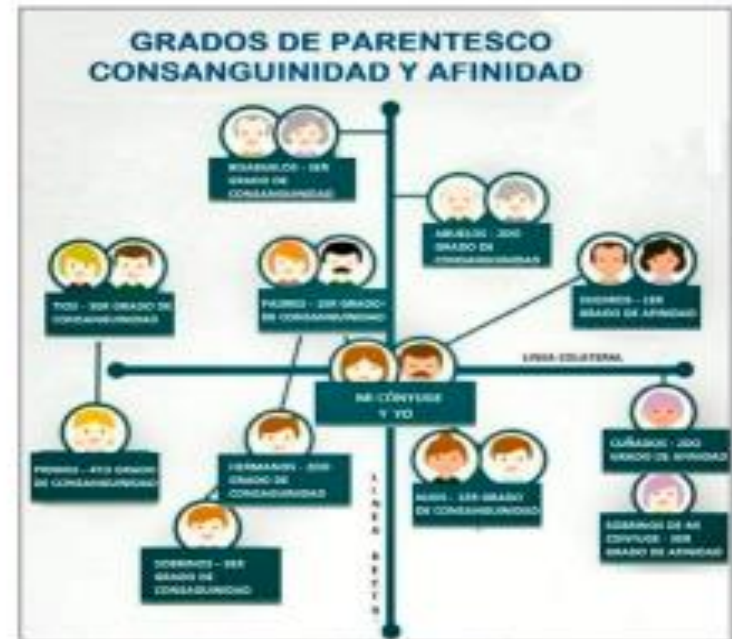 GRADOS DE PARENTESCO
CONSANGUINIDAD Y AFINIDAD
BISABUELOS - 3ER
GRADO DE
CONSANGUINIDAD
ABUELOS - 2DO
GRADO DE
CONSANGUINIDAD
TIOS - 3ER GRADO DE
CONSANGUINIDAD
PADRES - 1ER GRADO
DE CONSANGUINIDAD
SUEGROS - 1ER
GRADO DE AFINIDAD
LINEA COLATERAL
MI CÓNYUGE
Y YO
PRIMOS - 4TO GRADO
DE CONSANGUINIDAD
HERMANOS - 2DO
GRADO DE
CONSAGUINIDAD
HIJOS - 1ER GRADO
DE CONSANGUINIDAD
CUÑADOS - 2DO
GRADO DE AFINIDAD
SOBRINOS - 3ER
GRADO DE
CONSAGUINIDAD
SOBRINOS DE MI
CONYUGE - 3ER
GRADO DE AFINIDAD
LINEA RECTA